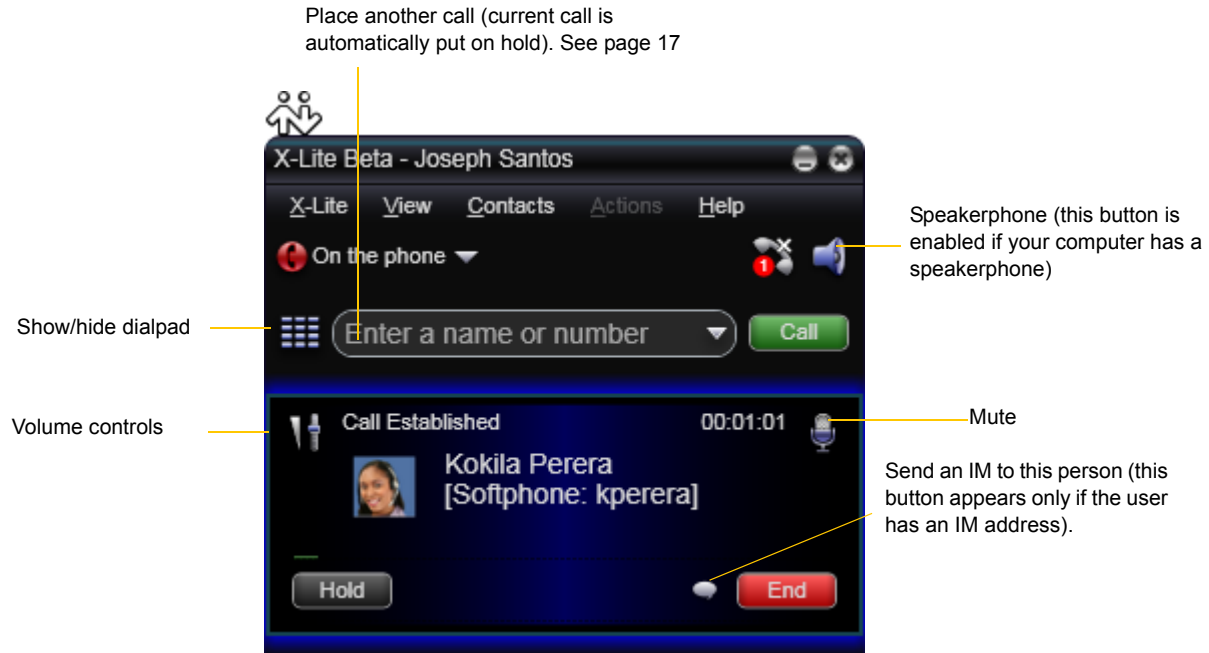 Place another call (current call is
automatically put on hold). See page 17
X-Lite Beta - Joseph Santos
X-Lite View Contacts Actions Help
On the phone
1
Speakerphone (this button is
enabled if your computer has a
speakerphone)
Show/hide dialpad
Enter a name or number
Call
Volume controls
Call Established
00:01:01
Mute
Kokila Perera
[Softphone: kperera]
Send an IM to this person (this
button appears only if the user
has an IM address).
Hold
End